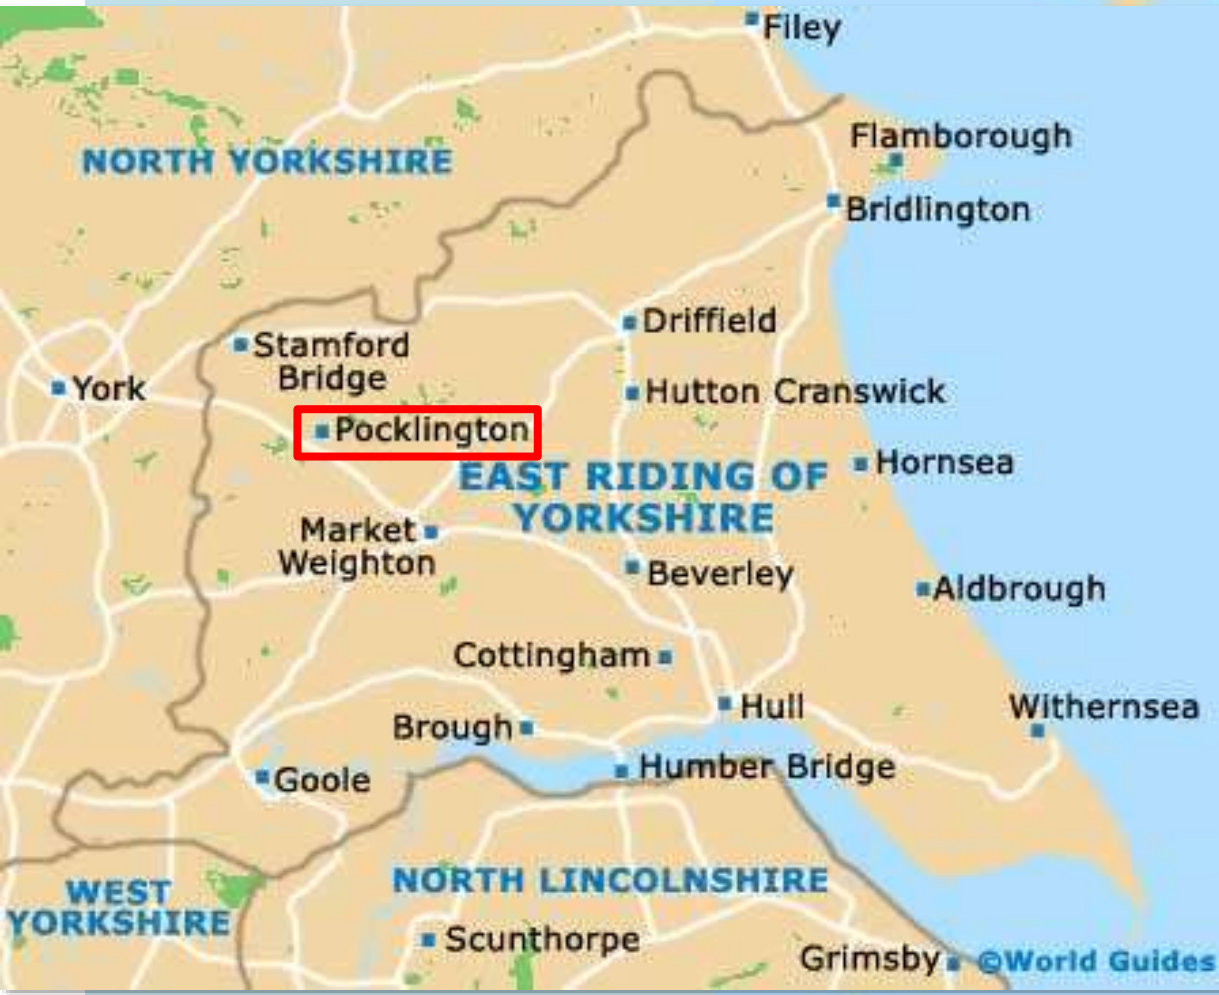 Filey
Flamborough
NORTH YORKSHIRE
Bridlington
Driffield
Stamford
Bridge
York
Hutton Cranswick
Pocklington
Hornsea
EAST RIDING OF
YORKSHIRE
Market
Weighton
Beverley
Aldbrough
Cottingham
Hull
Withernsea
Brough
Humber Bridge
Goole
NORTH LINCOLNSHIRE
WEST
YORKSHIRE
Scunthorpe
Grimsby
©World Guides